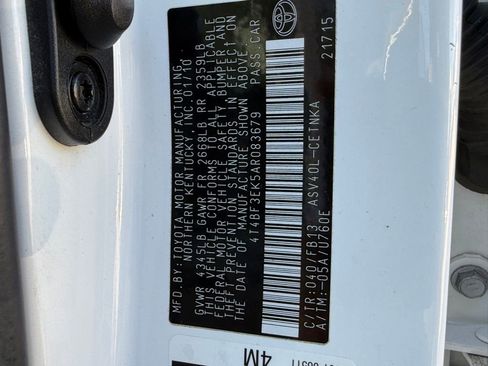 MFD. BY: TOYOTA MOTOR MANUFACTURING,
NORTHERN KENTUCKY, INC. 01/10
GVWR 4345LB GAWR FR 2668LB RR 2359LB
THIS VEHICLE CONFORMS TO ALL APPLICABLE
FEDERAL MOTOR VEHICLE SAFETY, BUMPER AND
THEFT PREVENTION STANDARDS IN EFFECT ON
THE DATE OF MANUFACTURE SHOWN ABOVE.
4T4BF3EK5AR083679 PASS.CAR
C/TR:040/FB13 ASV40L-CETNKA
A/TM:-05A/U760E 21715
4M